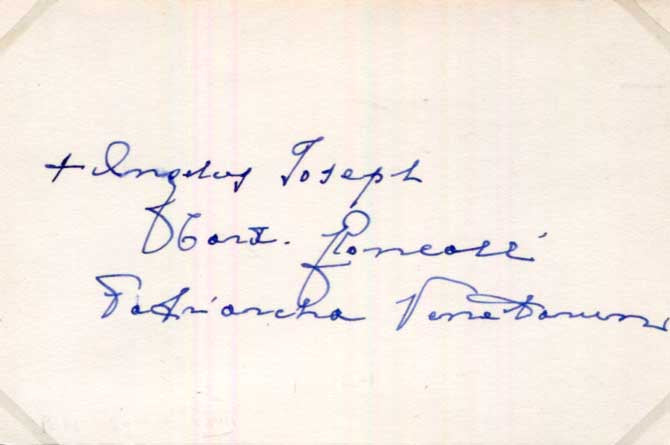 + Angelus Joseph
Card. Roncalli
Patriarcha Venetiarum